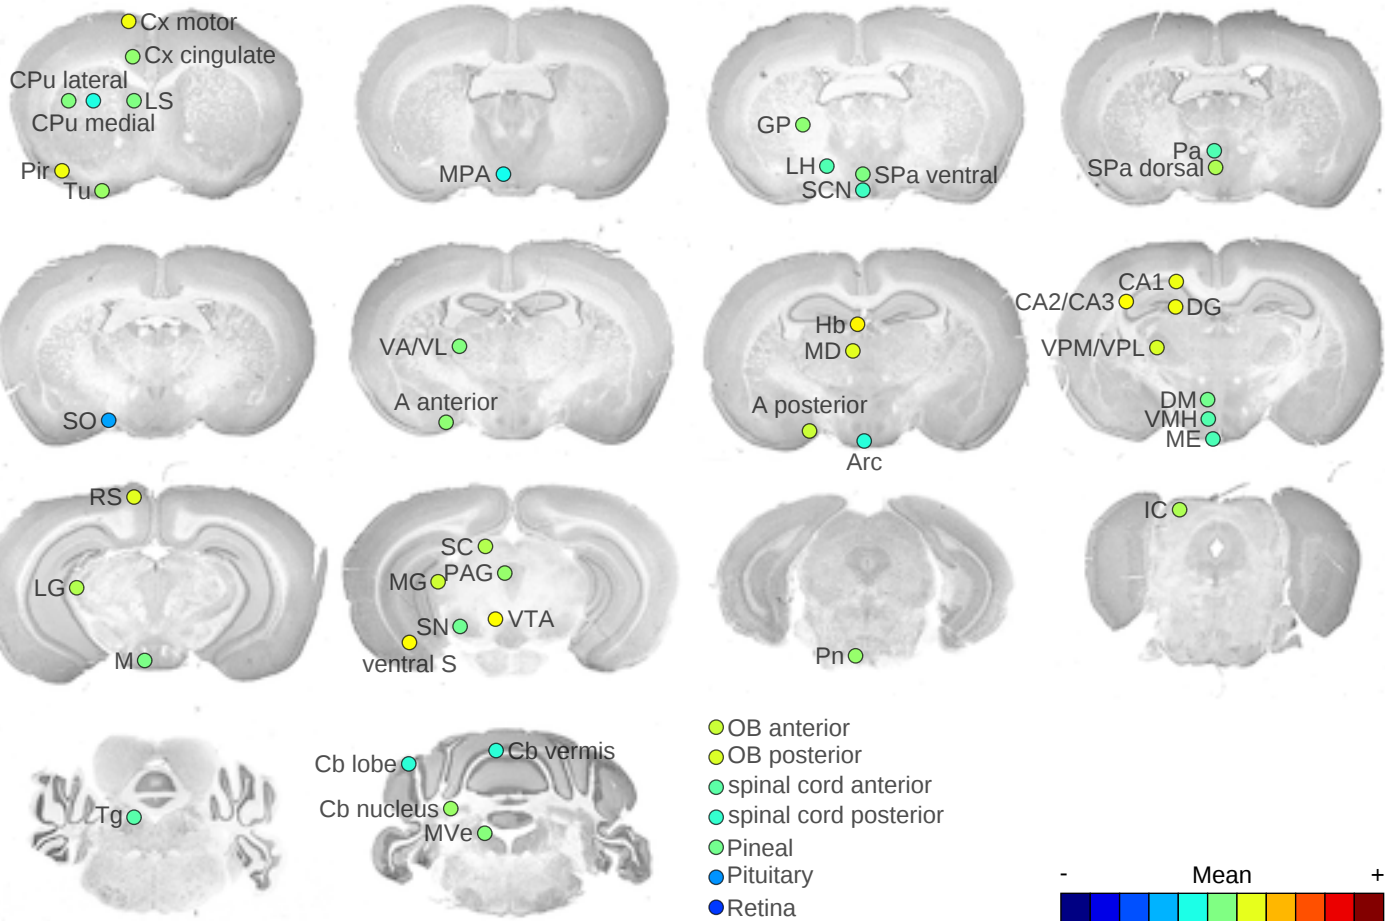 Cx motor
Cx cingulate
CPu lateral
LS
CPu medial
Pir
Tu
MPA
GP
LH
SPa ventral
SCN
Pa
SPa dorsal
SO
VA/VL
A anterior
Hb
MD
A posterior
Arc
CA1
CA2/CA3
DG
VPM/VPL
DM
VMH
ME
RS
LG
M
SC
PAG
MG
VTA
SN
ventral S
Pn
IC
Tg
Cb lobe
Cb vermis
Cb nucleus
MVe
OB anterior
OB posterior
spinal cord anterior
spinal cord posterior
Pineal
Pituitary
Retina
- Mean +